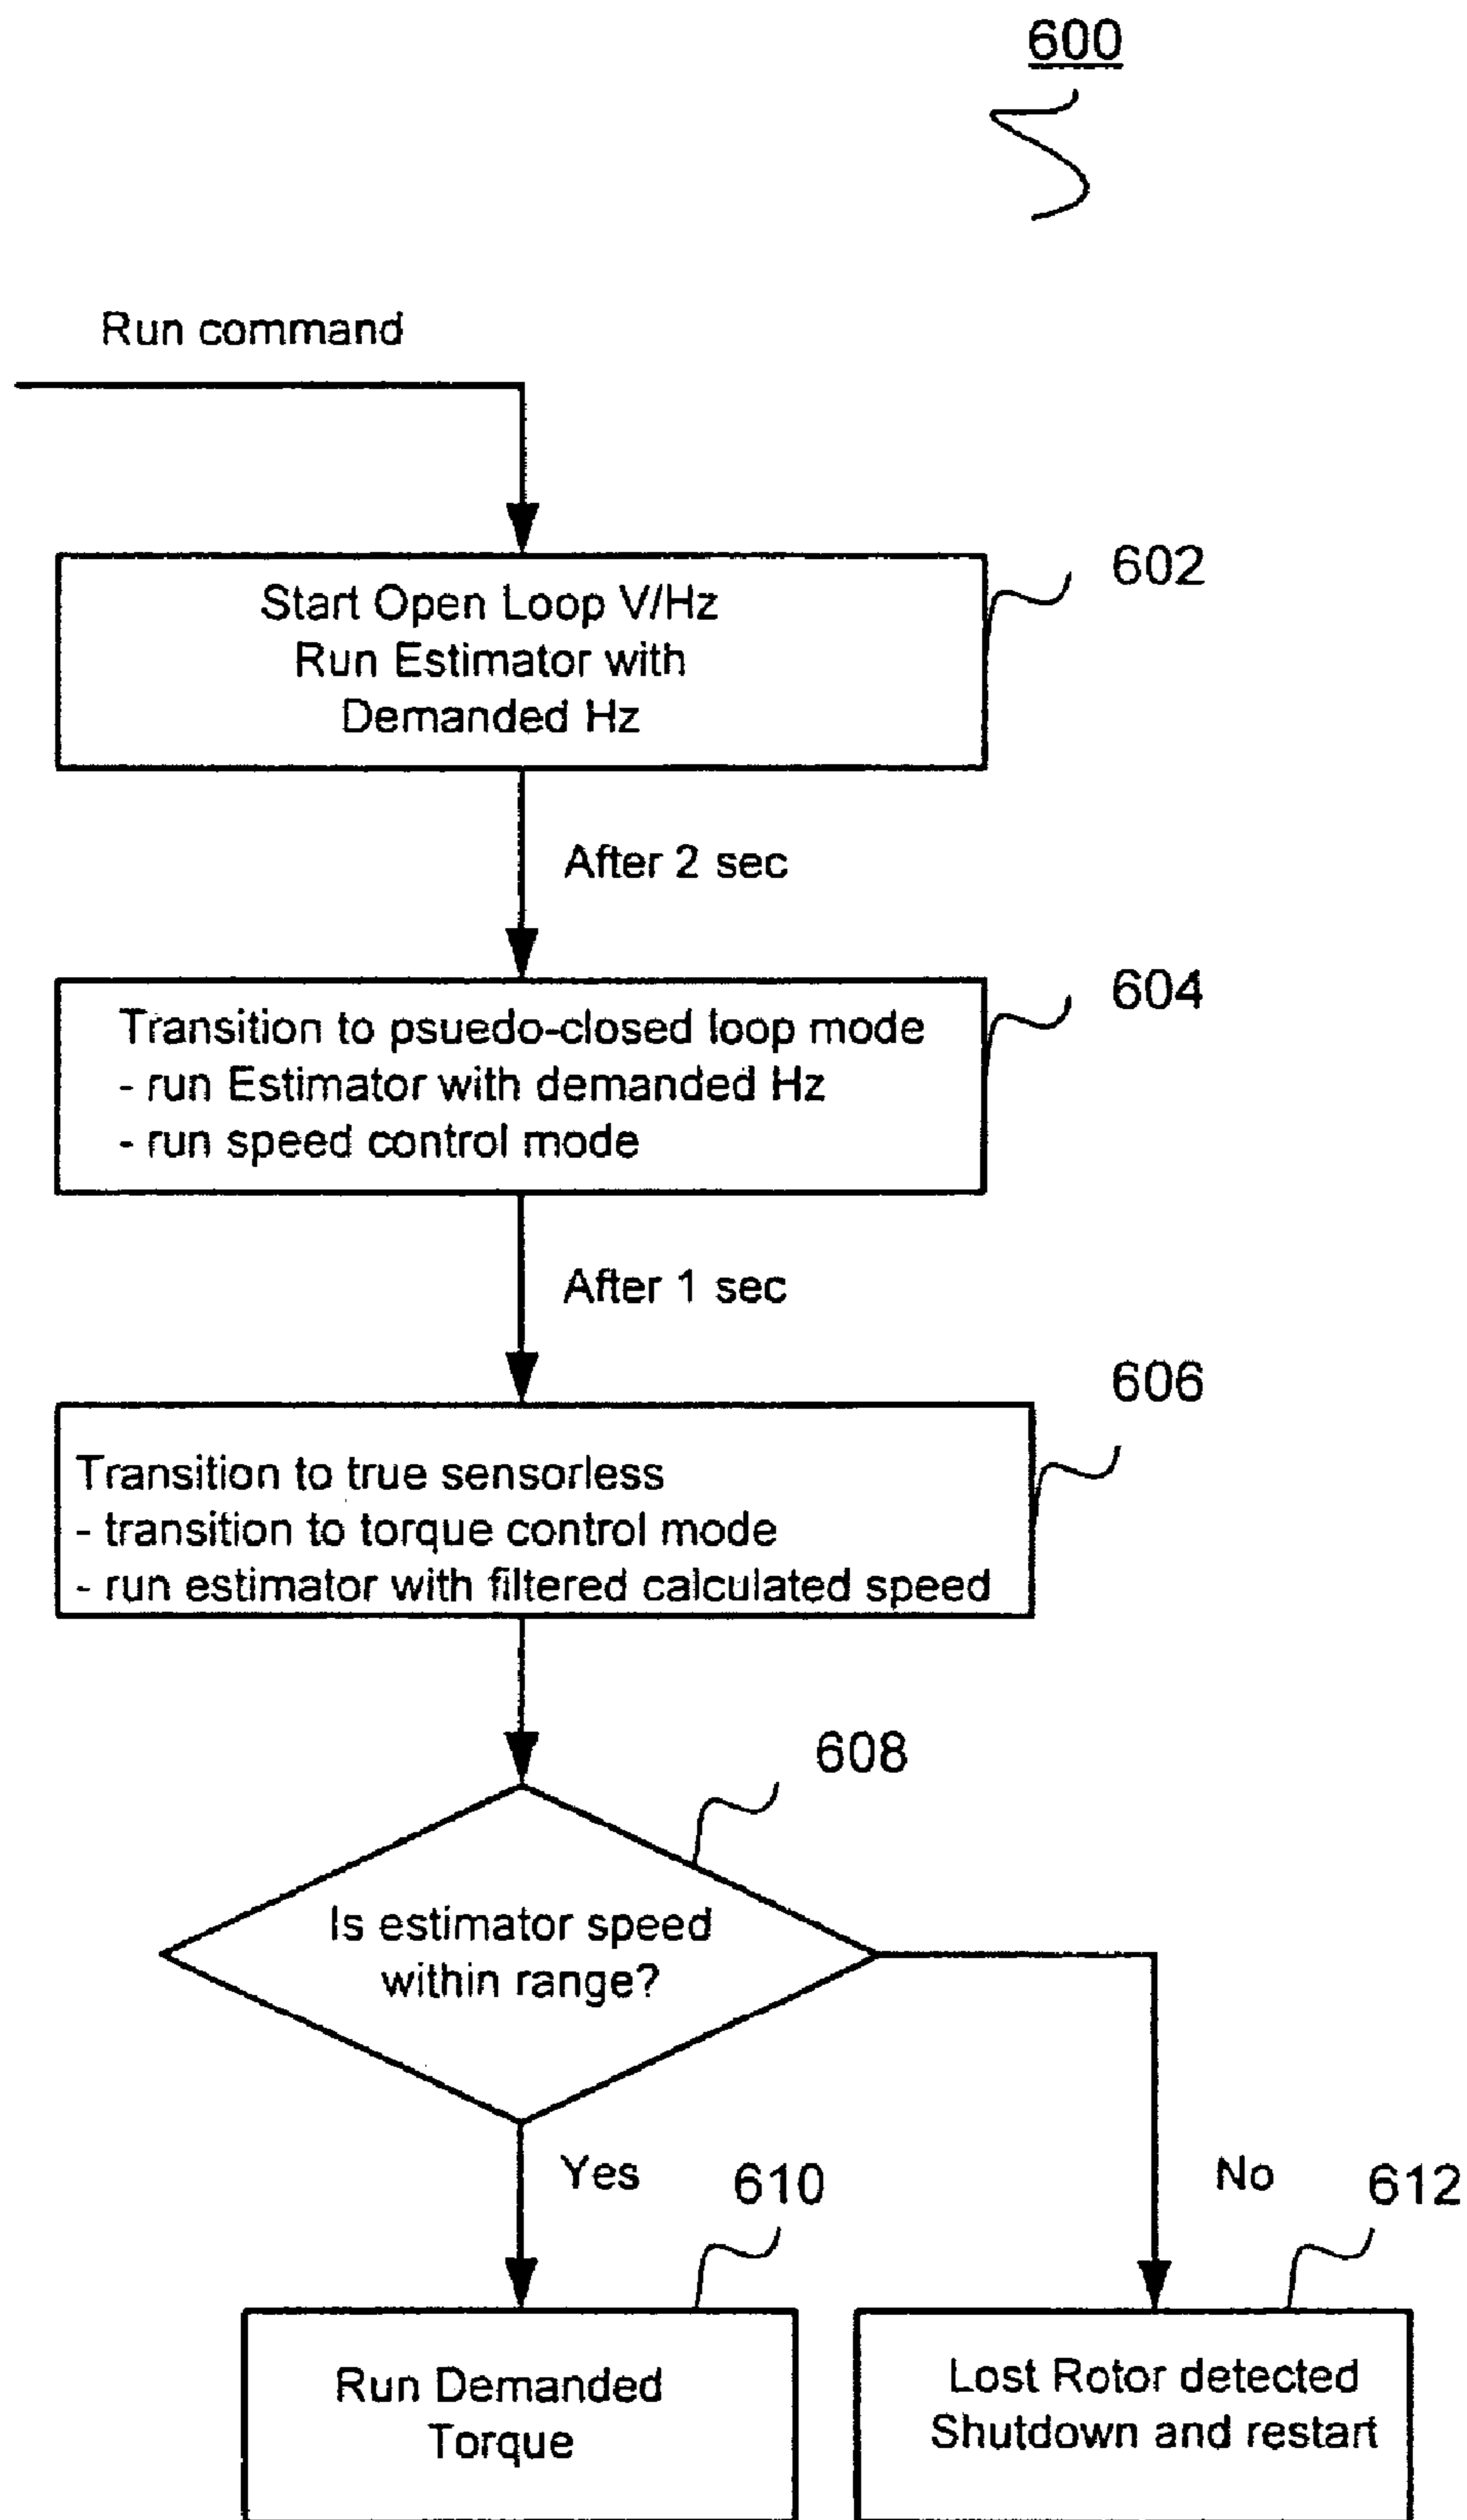 600
Run command
Start Open Loop V/Hz
Run Estimator with
Demanded Hz
602
After 2 sec
Transition to psuedo-closed loop mode
- run Estimator with demanded Hz
- run speed control mode
604
After 1 sec
606
Transition to true sensorless
- transition to torque control mode
- run estimator with filtered calculated speed
608
Is estimator speed
within range?
Yes
610
No
612
Run Demanded
Torque
Lost Rotor detected
Shutdown and restart